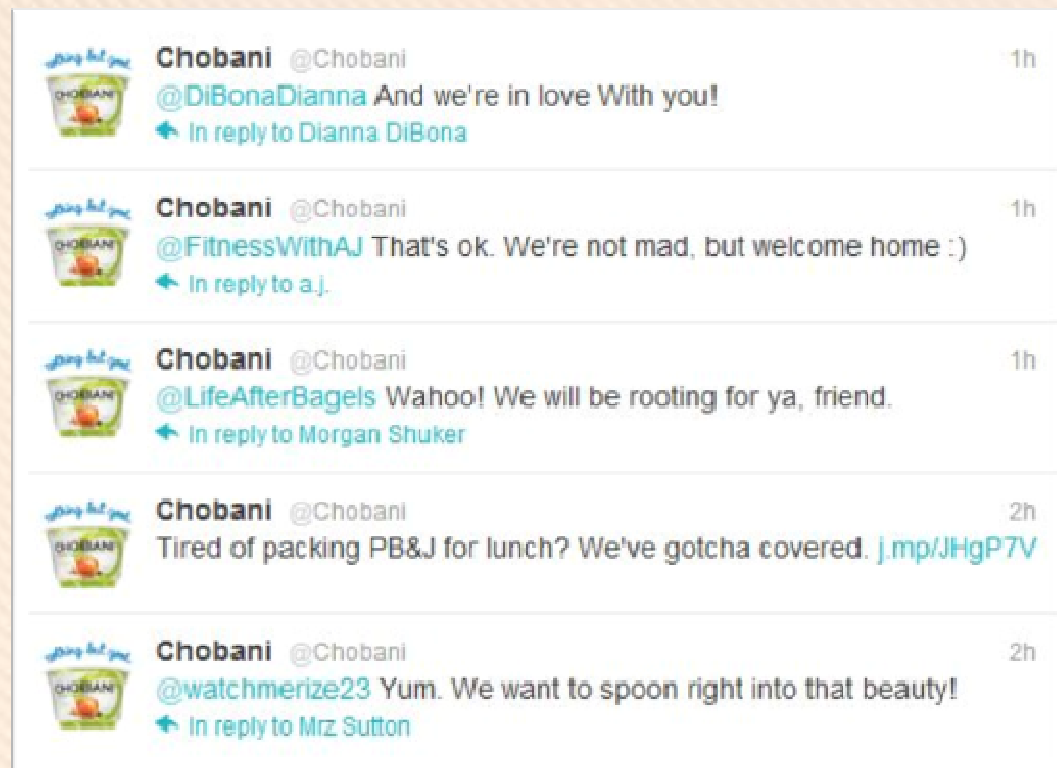 Chobani @Chobani 1h
@DiBonaDianna And we're in love With you!
In reply to Dianna DiBona
Chobani @Chobani 1h
@FitnessWithAJ That's ok. We're not mad, but welcome home :)
In reply to a.j.
Chobani @Chobani 1h
@LifeAfterBagels Wahoo! We will be rooting for ya, friend.
In reply to Morgan Shuker
Chobani @Chobani 2h
Tired of packing PB&J for lunch? We've gotcha covered. j.mp/JHgP7V
Chobani @Chobani 2h
@watchmerize23 Yum. We want to spoon right into that beauty!
In reply to Mrz Sutton